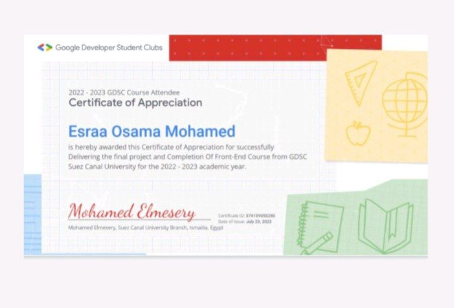 Google Developer Student Clubs
2022 - 2023 GDSC Course Attendee
Certificate of Appreciation
Esraa Osama Mohamed
is hereby awarded this Certificate of Appreciation for successfully
Delivering the final project and Completion Of Front-End Course from GDSC
Suez Canal University for the 2022 - 2023 academic year.
Mohamed Elmesery
Mohamed Elmesery, Suez Canal University Branch, Ismailia, Egypt
Certificate ID:
Date of Issue: July 20, 2023